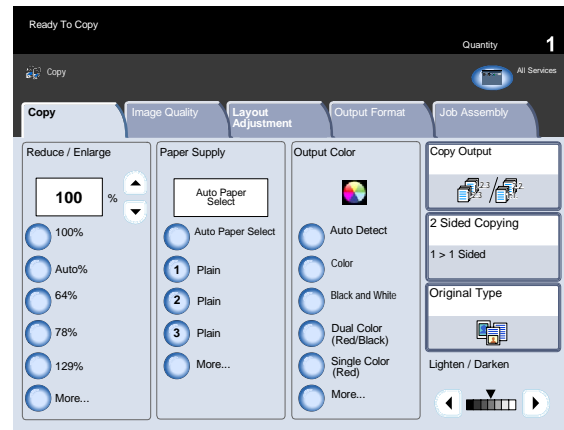 Ready To Copy
Quantity 1
Copy
All Services
Copy
Image Quality
Layout
Adjustment
Output Format
Job Assembly
Reduce / Enlarge
100 %
100%
Auto%
64%
78%
129%
More...
Paper Supply
Auto Paper
Select
Auto Paper Select
1 Plain
2 Plain
3 Plain
More...
Output Color
Auto Detect
Color
Black and White
Dual Color
(Red/Black)
Single Color
(Red)
More...
Copy Output
2 Sided Copying
1 > 1 Sided
Original Type
Lighten / Darken